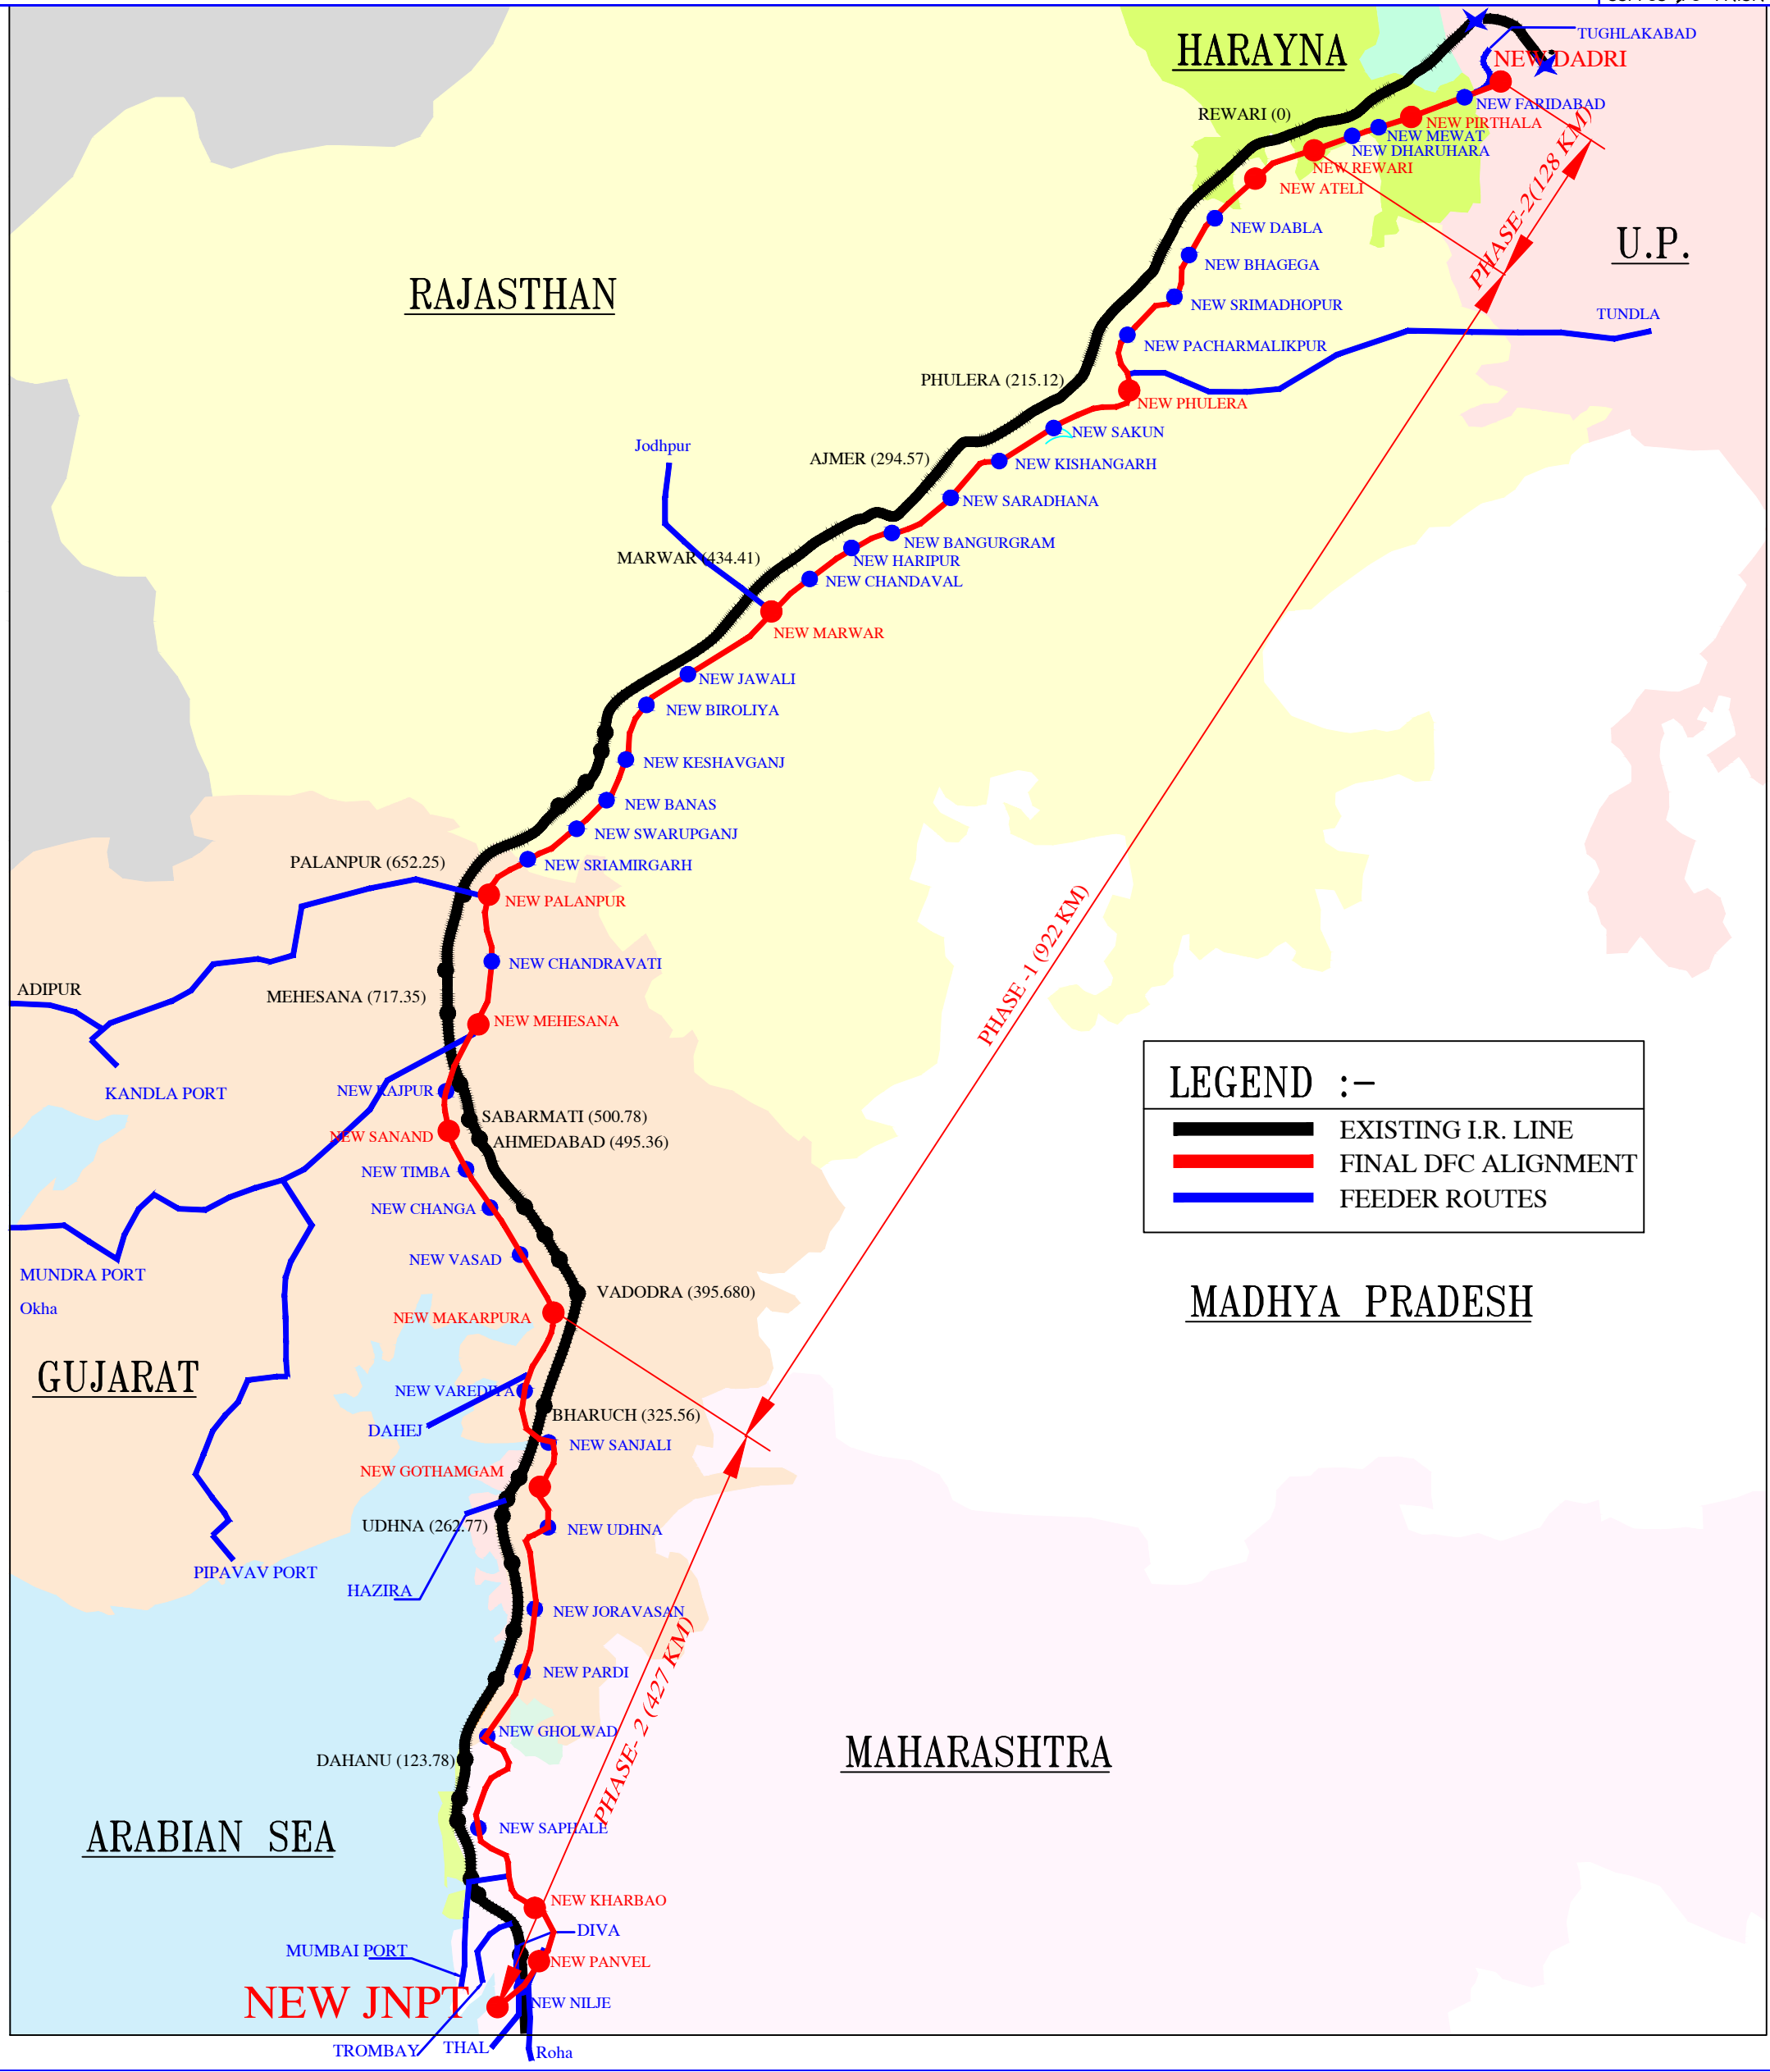 HARAYNA
TUGHLAKABAD
NEW DADRI
NEW FARIDABAD
REWARI (0)
NEW PIRTHALA
NEW MEWAT
NEW DHARUHARA
NEW REWARI
NEW ATELI
PHASE-2(128 KM)
NEW DABLA
U.P.
NEW BHAGEGA
RAJASTHAN
NEW SRIMADHOPUR
TUNDLA
NEW PACHARMALIKPUR
PHULERA (215.12)
NEW PHULERA
NEW SAKUN
Jodhpur
AJMER (294.57)
NEW KISHANGARH
NEW SARADHANA
NEW BANGURGRAM
MARWAR (434.41)
NEW HARIPUR
NEW CHANDAVAL
NEW MARWAR
NEW JAWALI
NEW BIROLIYA
NEW KESHAVGANJ
NEW BANAS
NEW SWARUPGANJ
PALANPUR (652.25)
NEW SRIAMIRGARH
NEW PALANPUR
PHASE -1 (922 KM)
NEW CHANDRAVATI
ADIPUR
MEHESANA (717.35)
NEW MEHESANA
KANDLA PORT
NEW RAJPUR
SABARMATI (500.78)
NEW SANAND
AHMEDABAD (495.36)
NEW TIMBA
NEW CHANGA
NEW VASAD
LEGEND :-
EXISTING I.R. LINE
FINAL DFC ALIGNMENT
FEEDER ROUTES
MUNDRA PORT
Okha
VADODRA (395.680)
MADHYA PRADESH
NEW MAKARPURA
GUJARAT
NEW VAREDIYA
BHARUCH (325.56)
DAHEJ
NEW SANJALI
NEW GOTHAMGAM
UDHNA (262.77)
NEW UDHNA
PIPAVAV PORT
HAZIRA
NEW JORAVASAN
NEW PARDI
PHASE- 2 (427 KM)
NEW GHOLWAD
MAHARASHTRA
DAHANU (123.78)
NEW SAPHALE
ARABIAN SEA
NEW KHARBAO
DIVA
MUMBAI PORT
NEW PANVEL
NEW JNPT
NEW NILJE
TROMBAY
THAL
Roha